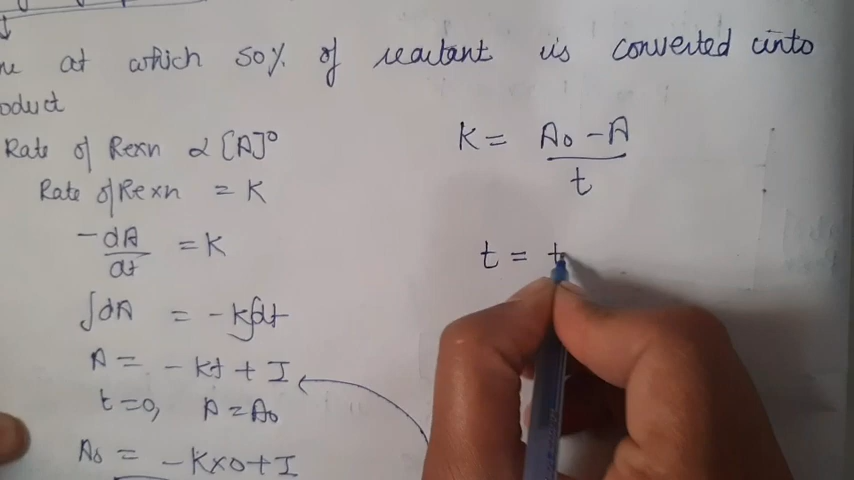 at which 50% of reactant is converted into
Rate of Rexn α [A]⁰
Rate of Rexn = K
-dA/dt = K
∫dA = -K∫dt
A = -Kt + I
t=0, A=A₀
A₀ = -K×0+I
K = A₀ - A / t
t = t